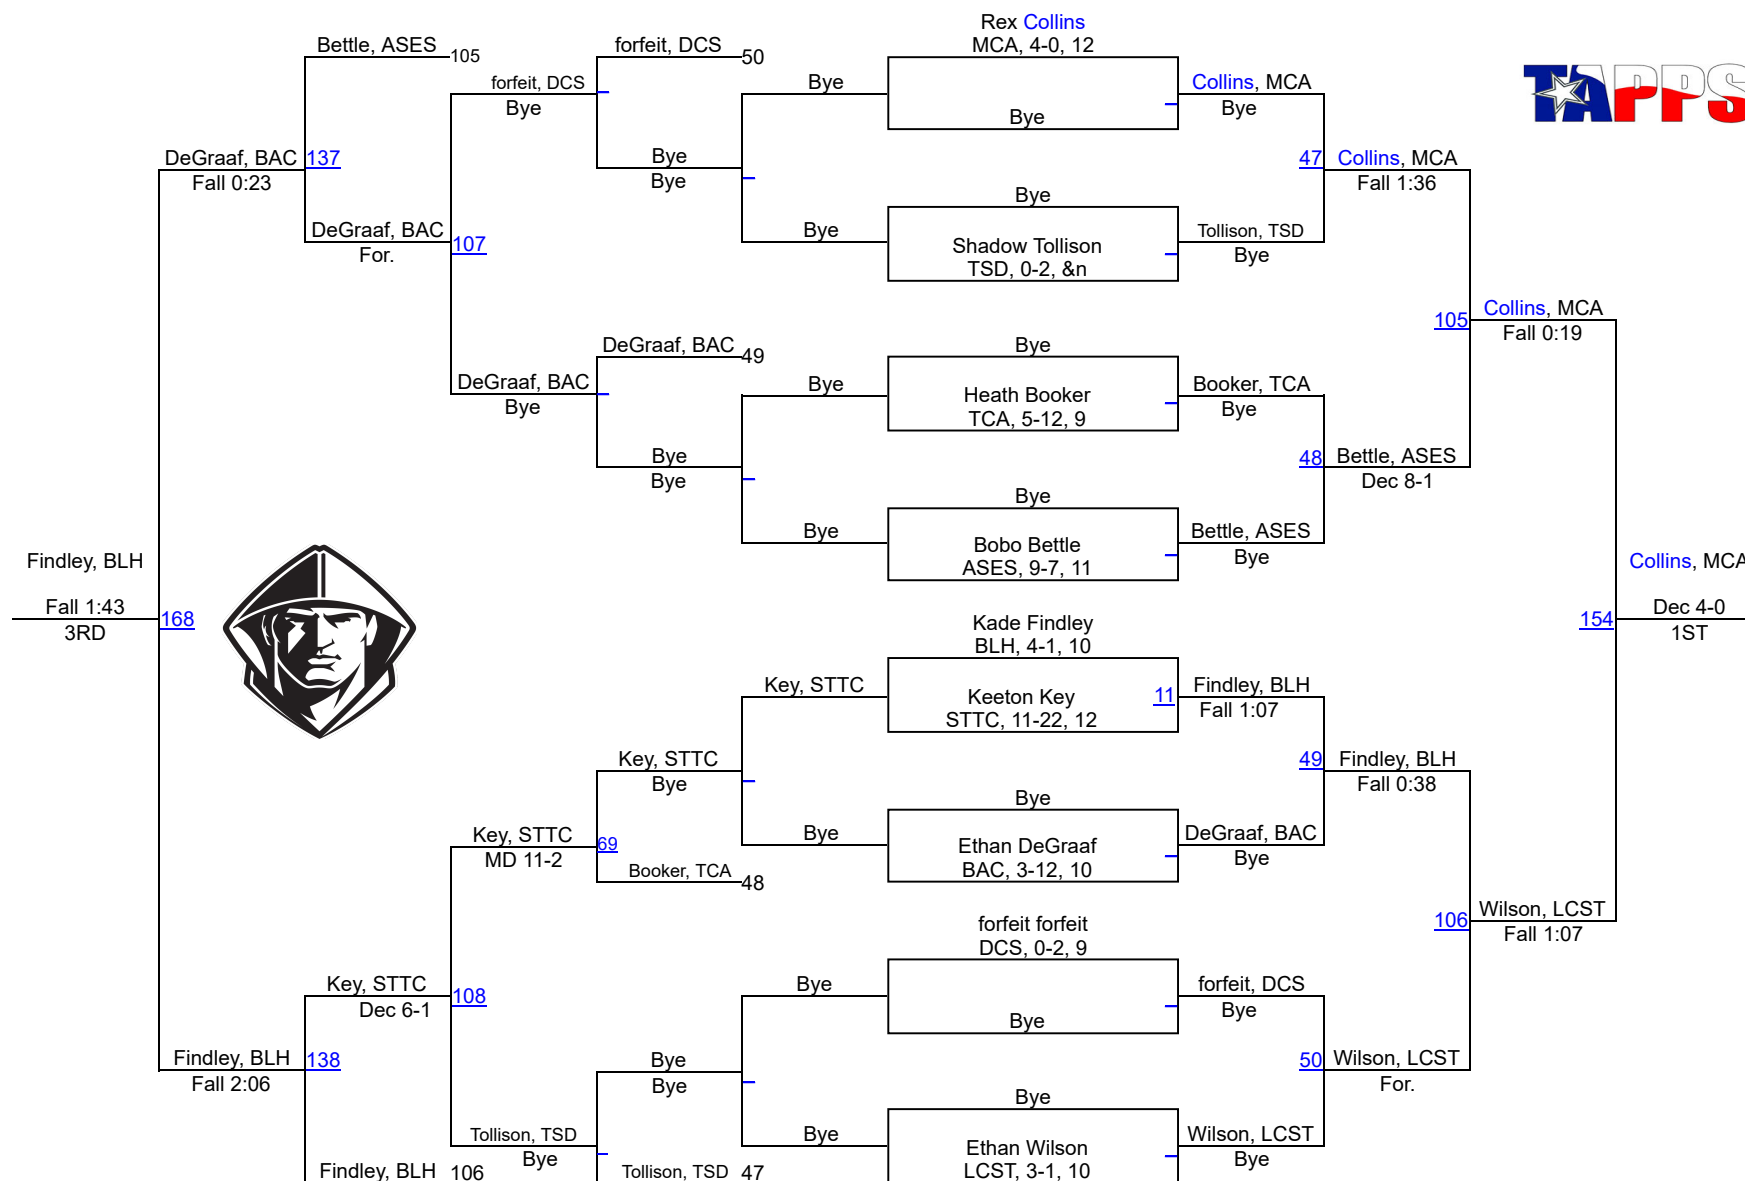 Rex Collins
MCA, 4-0, 12
Bettle, ASES
105
forfeit, DCS
50
forfeit, DCS
Bye
Bye
Collins, MCA
Bye
Bye
TAPPS
DeGraaf, BAC
137
Fall 0:23
Bye
Bye
47
Collins, MCA
Fall 1:36
Bye
DeGraaf, BAC
107
For.
Bye
Shadow Tollison
TSD, 0-2, &n
Tollison, TSD
Bye
105
Collins, MCA
Fall 0:19
DeGraaf, BAC
49
Bye
DeGraaf, BAC
Bye
Bye
Heath Booker
TCA, 5-12, 9
Booker, TCA
Bye
Bye
Bye
48
Bettle, ASES
Dec 8-1
Bye
Bye
Bobo Bettle
ASES, 9-7, 11
Bettle, ASES
Bye
Findley, BLH
Fall 1:43
3RD
168
Collins, MCA
154
Dec 4-0
1ST
Kade Findley
BLH, 4-1, 10
Key, STTC
Keeton Key
STTC, 11-22, 12
11
Findley, BLH
Fall 1:07
Key, STTC
Bye
49
Findley, BLH
Fall 0:38
Bye
Key, STTC
MD 11-2
69
Bye
Ethan DeGraaf
BAC, 3-12, 10
DeGraaf, BAC
Bye
Booker, TCA
48
forfeit forfeit
DCS, 0-2, 9
106
Wilson, LCST
Fall 1:07
Key, STTC
108
Dec 6-1
Bye
Bye
forfeit, DCS
Bye
Findley, BLH
138
Fall 2:06
Bye
Bye
50
Wilson, LCST
For.
Bye
Tollison, TSD
Bye
Bye
Ethan Wilson
LCST, 3-1, 10
Wilson, LCST
Bye
Findley, BLH
106
Tollison, TSD
47